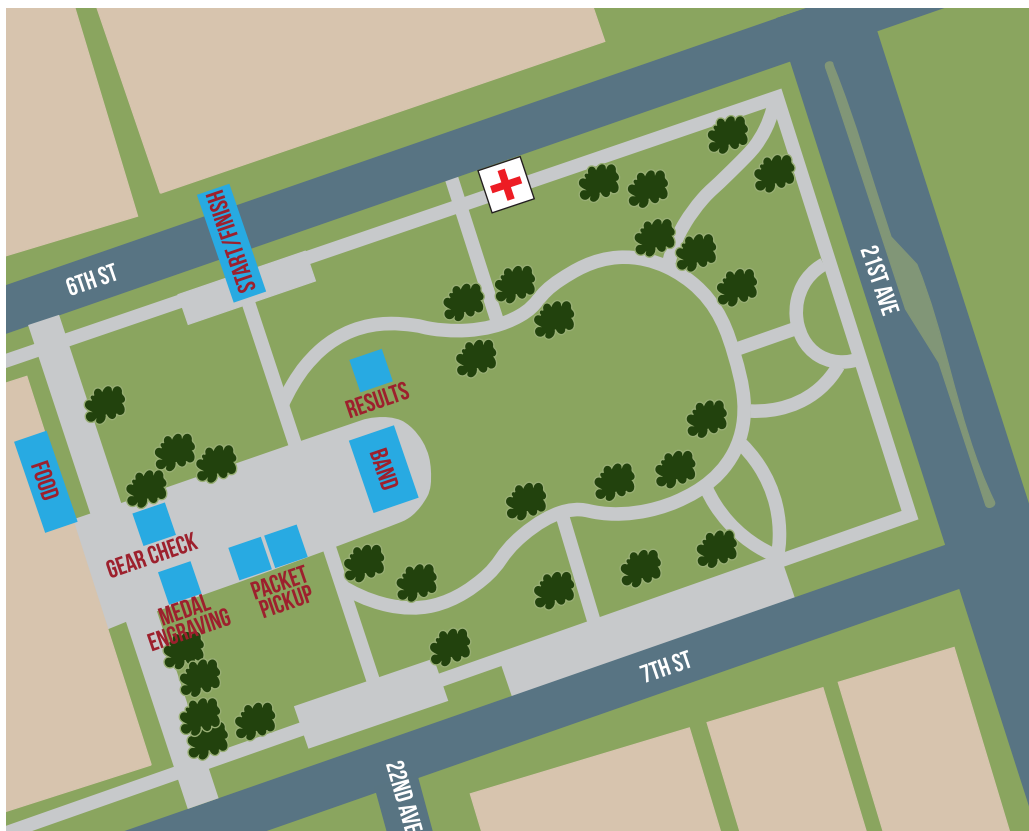 START/FINISH
6TH ST
21ST AVE
RESULTS
BAND
FOOD
GEAR CHECK
PACKET
PICKUP
MEDAL
ENGRAVING
7TH ST
22ND AVE